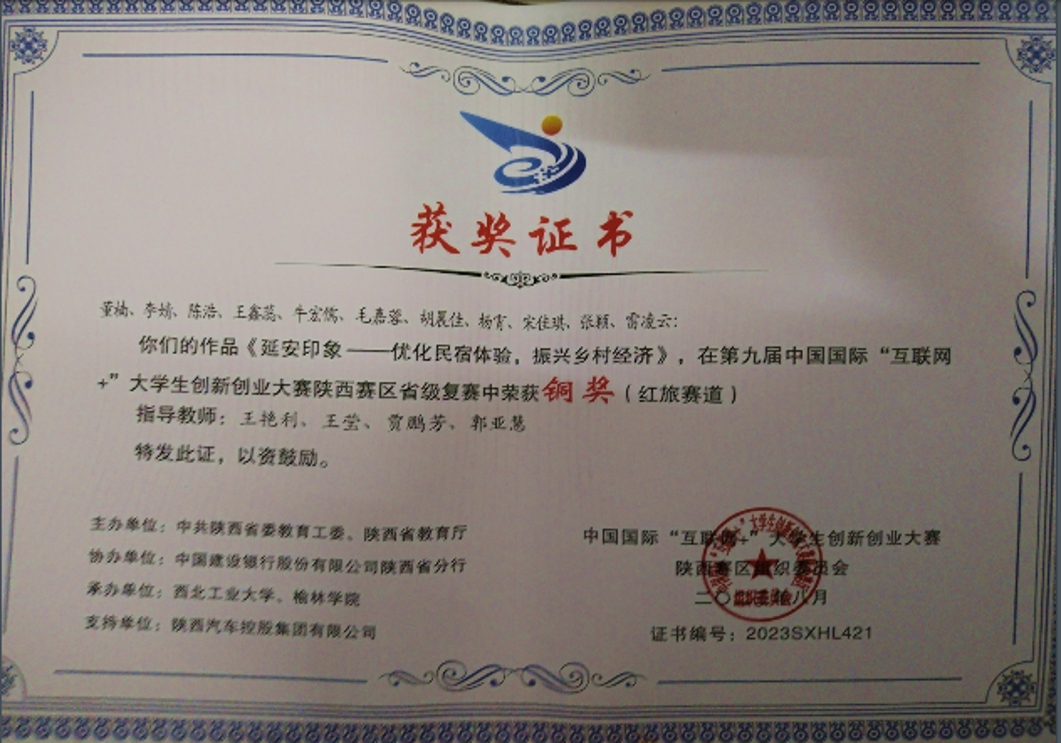 获奖证书
董柚、李婧、陈浩、王鑫蕊、牛宏儒、毛嘉蓉、胡晨佳、杨育、宋佳琪、张颖、雷凌云：
你们的作品《延安印象——优化民宿体验，振兴乡村经济》，在第九届中国国际“互联网
+”大学生创新创业大赛陕西赛区省级复赛中荣获铜奖（红旅赛道）
指导教师：王艳利、王莹、贾鹏芳、郭亚慧
特发此证，以资鼓励。
主办单位：中共陕西省委教育工委、陕西省教育厅
协办单位：中国建设银行股份有限公司陕西省分行
承办单位：西北工业大学、榆林学院
支持单位：陕西汽车控股集团有限公司
中国国际“互联网+”大学生创新创业大赛
陕西赛区组织委员会
二〇 八月
证书编号：2023SXHL421